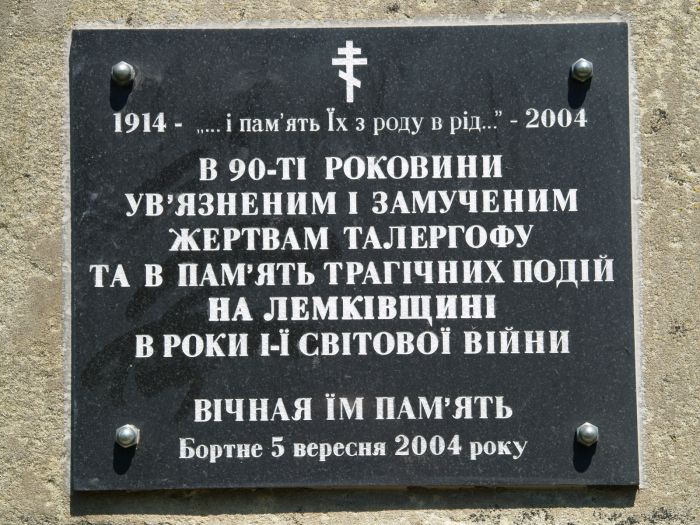 1914 - „... і пам'ять Їх з роду в рід..." - 2004
В 90-ТІ РОКОВИНИ
УВ'ЯЗНЕНИМ І ЗАМУЧЕНИМ
ЖЕРТВАМ ТАЛЕРГОФУ
ТА В ПАМ'ЯТЬ ТРАГІЧНИХ ПОДІЙ
НА ЛЕМКІВЩИНІ
В РОКИ І-Ї СВІТОВОЇ ВІЙНИ
ВІЧНАЯ ЇМ ПАМ'ЯТЬ
Бортне 5 вересня 2004 року